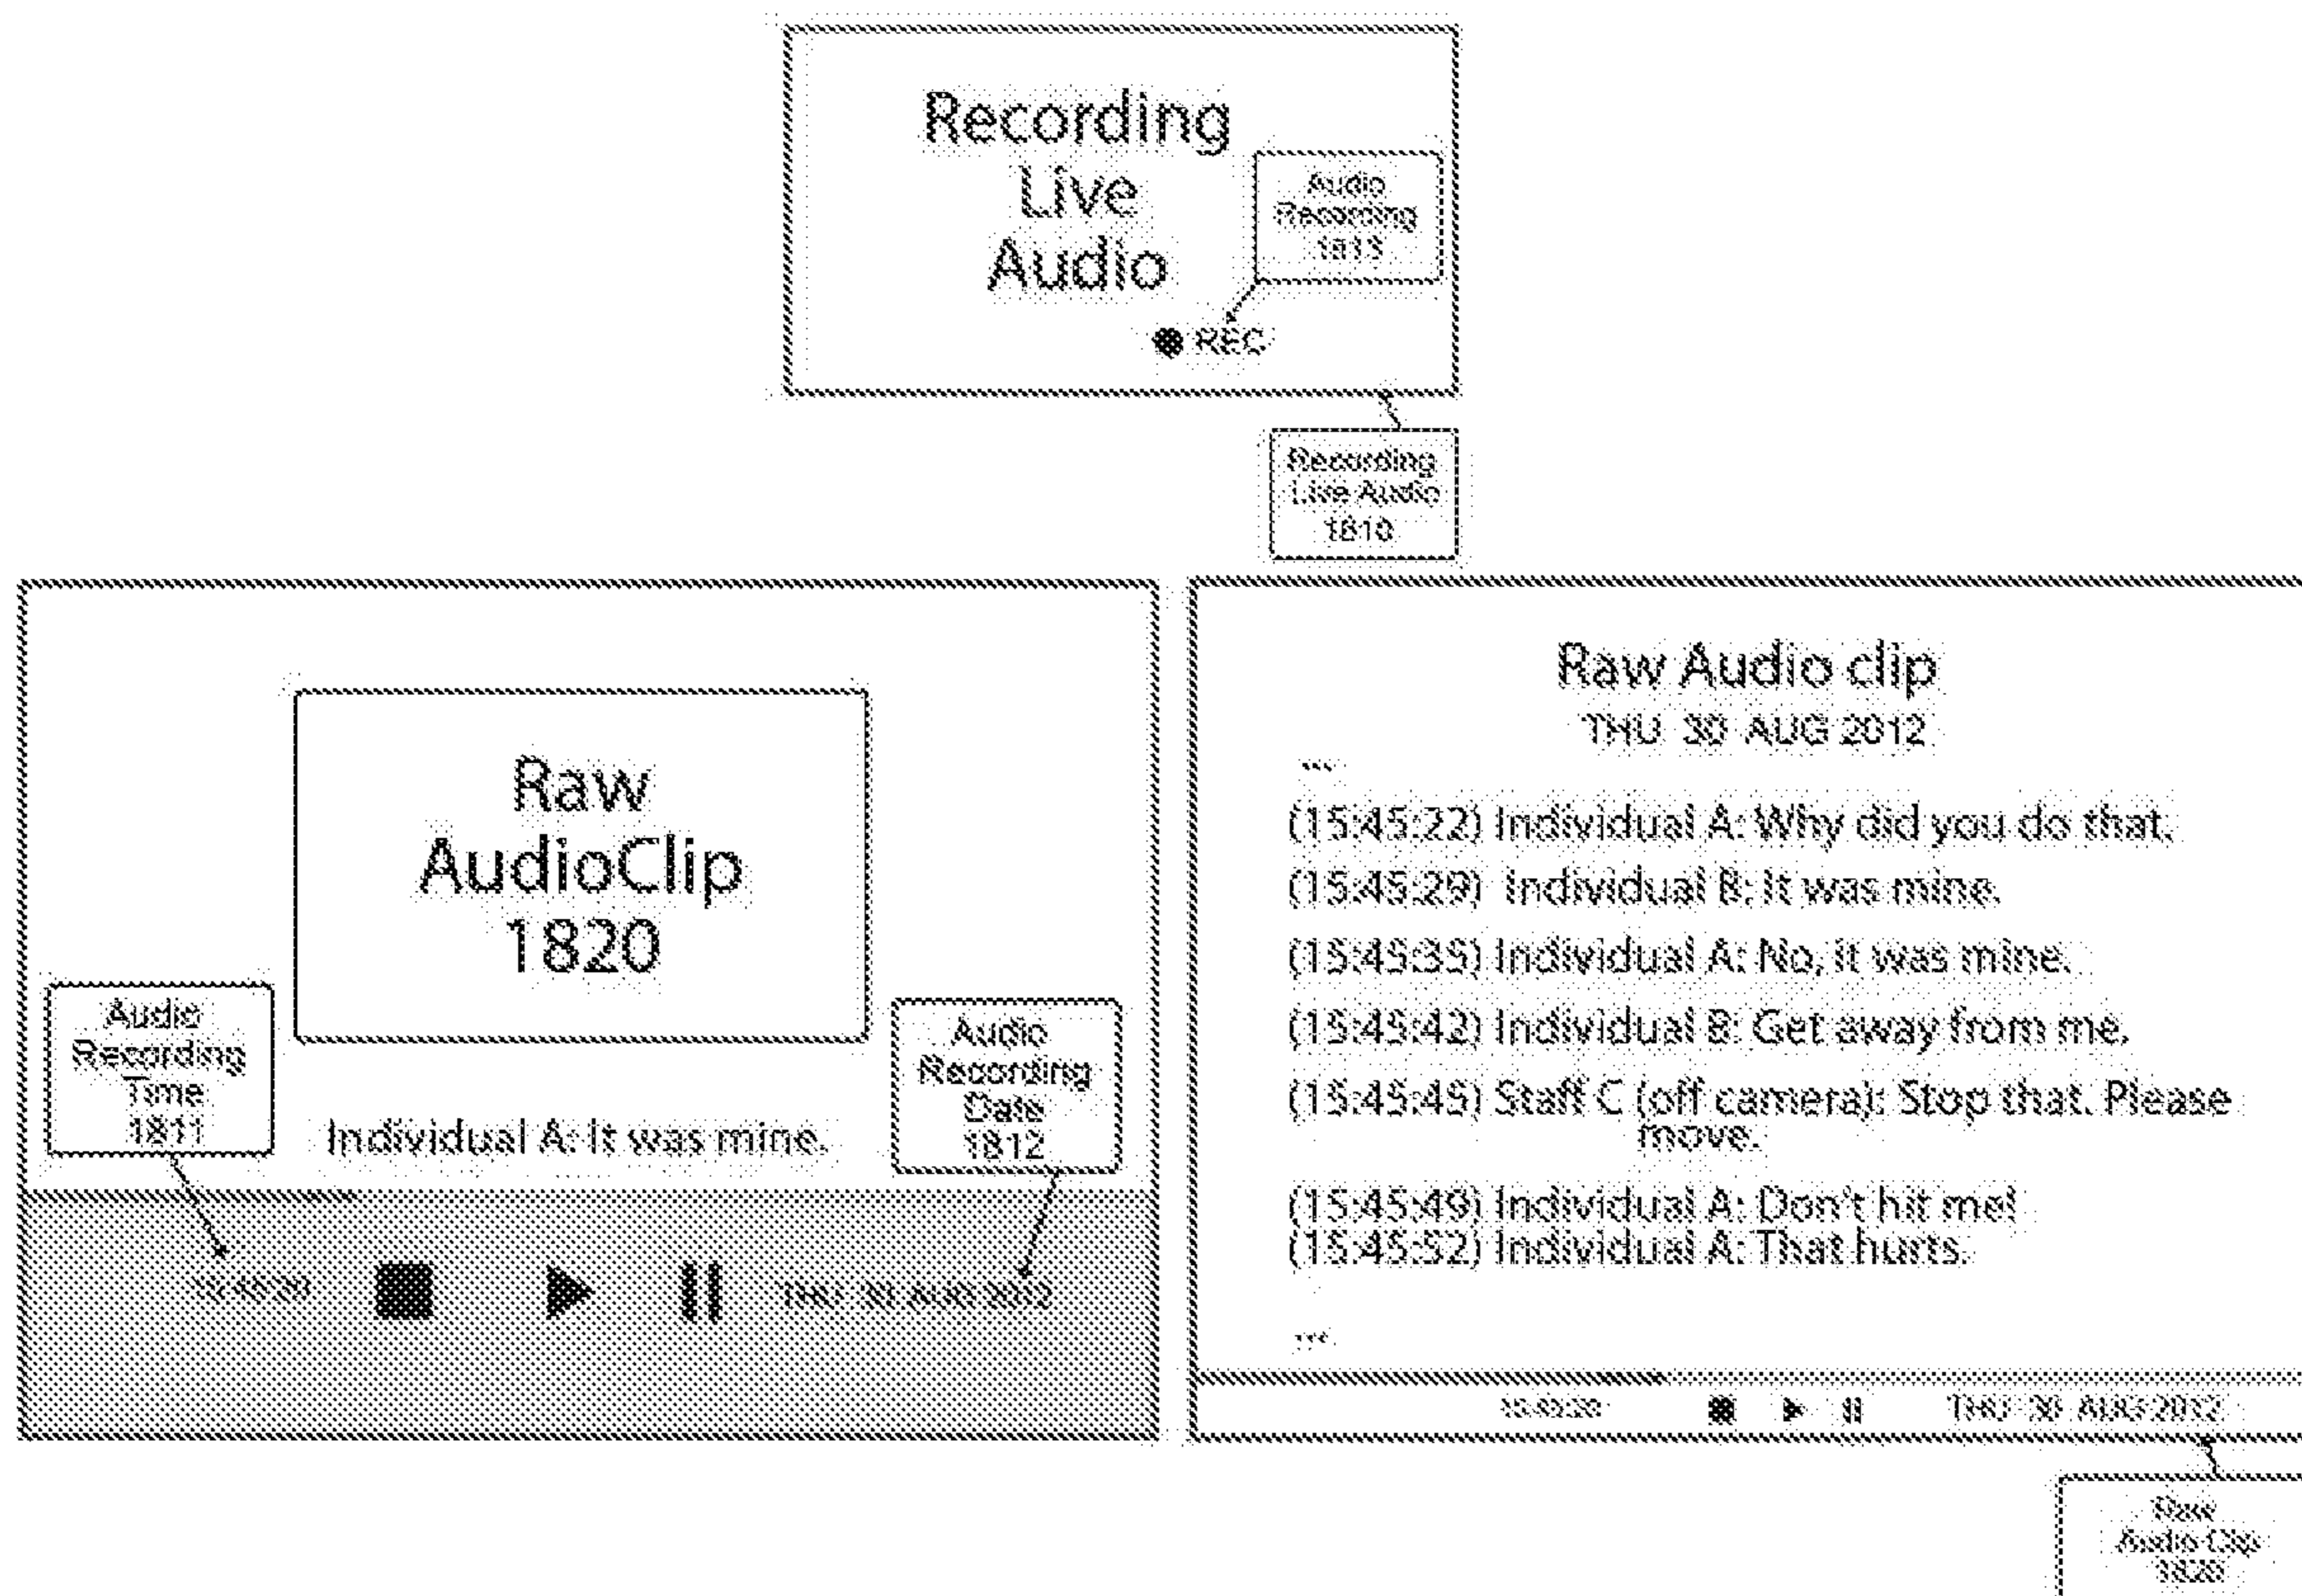 Recording
Live
Audio
Audio
Recording
1813
REC
Recording
Live Audio
1810
Raw
AudioClip
1820
Audio
Recording
Time
1811
Individual A: It was mine.
Audio
Recording
Date
1812
THU 30 AUG 2012
Raw Audio clip
THU 30 AUG 2012
...
(15:45:22) Individual A: Why did you do that.
(15:45:29) Individual B: It was mine.
(15:45:35) Individual A: No, it was mine.
(15:45:42) Individual B: Get away from me.
(15:45:45) Staff C (off camera): Stop that. Please
move.
(15:45:49) Individual A: Don't hit me!
(15:45:52) Individual A: That hurts.
...
THU 30 AUG 2012
Raw
Audio Clip
1820